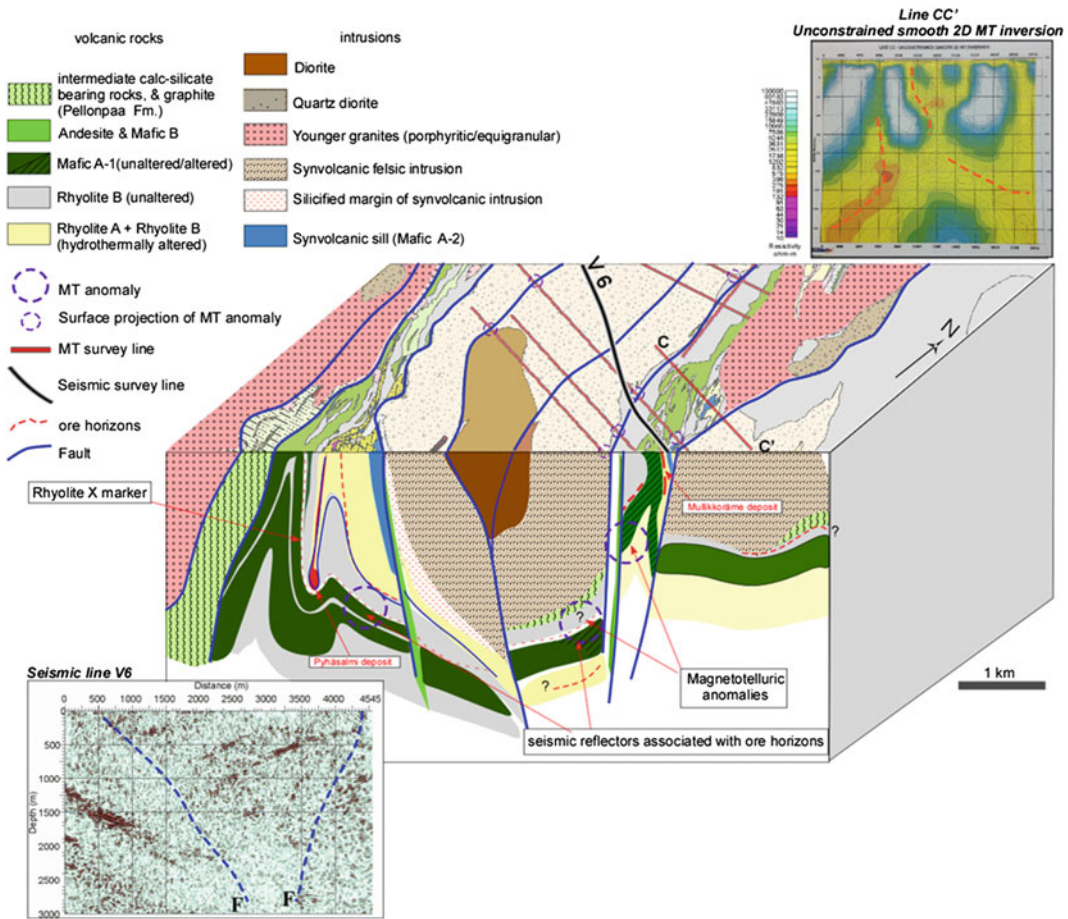 volcanic rocks
intermediate calc-silicate
bearing rocks, & graphite
(Pellonpaa Fm.)
Andesite & Mafic B
Mafic A-1(unaltered/altered)
Rhyolite B (unaltered)
Rhyolite A + Rhyolite B
(hydrothermally altered)
MT anomaly
Surface projection of MT anomaly
MT survey line
Seismic survey line
ore horizons
Fault
intrusions
Diorite
Quartz diorite
Younger granites (porphyritic/equigranular)
Synvolcanic felsic intrusion
Silicified margin of synvolcanic intrusion
Synvolcanic sill (Mafic A-2)
Line CC'
Unconstrained smooth 2D MT inversion
Resistivity
ohm-m
V 6
C
C'
N
Rhyolite X marker
Mullikkoräme deposit
Pyhäsalmi deposit
?
?
?
Magnetotelluric
anomalies
seismic reflectors associated with ore horizons
1 km
Seismic line V6
Distance (m)
0 500 1000 1500 2000 2500 3000 3500 4000 4545
Depth (m)
500
1000
1500
2000
2500
3000
F
F